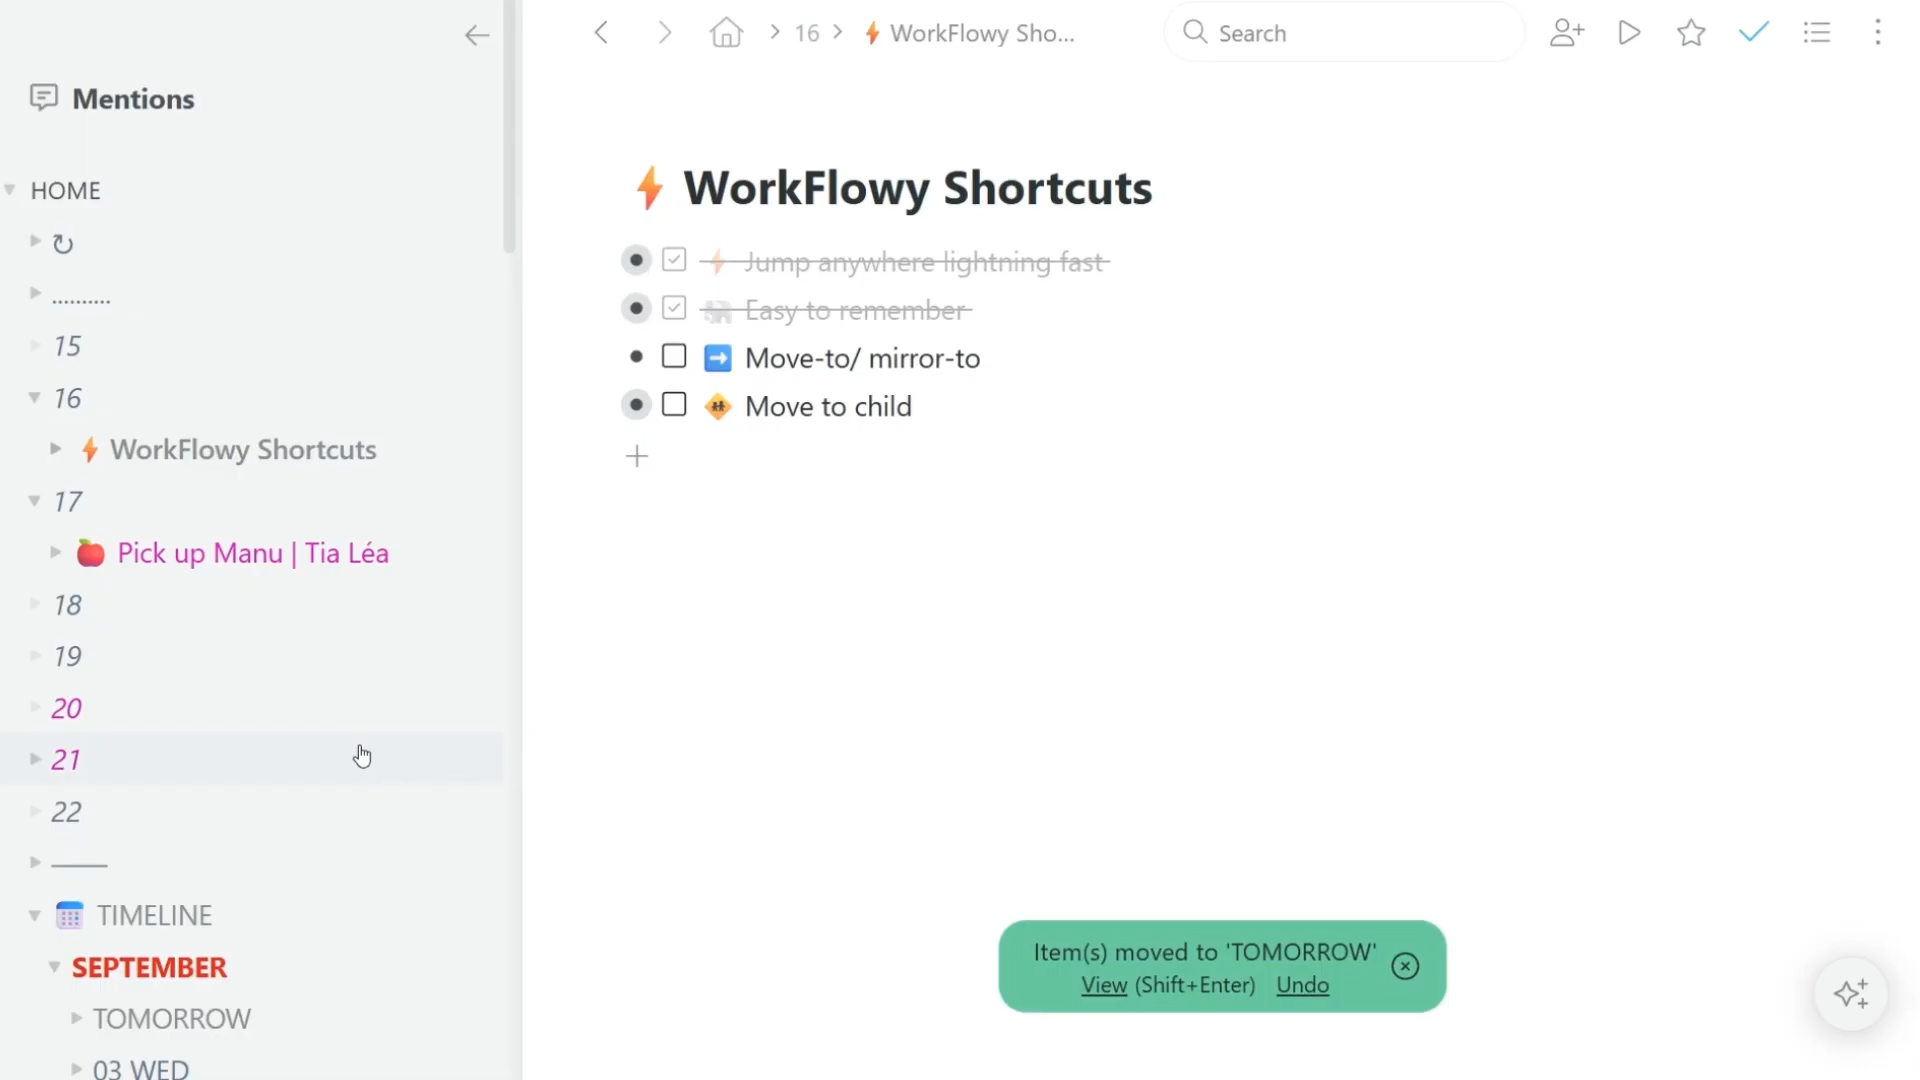 16
WorkFlowy Sho...
Search
Mentions
HOME
↻
..........
15
16
WorkFlowy Shortcuts
17
Pick up Manu | Tia Léa
18
19
20
21
22
TIMELINE
SEPTEMBER
TOMORROW
03 WED
WorkFlowy Shortcuts
Jump anywhere lightning fast
Easy to remember
Move-to/ mirror-to
Move to child
Item(s) moved to 'TOMORROW'
View (Shift+Enter) Undo